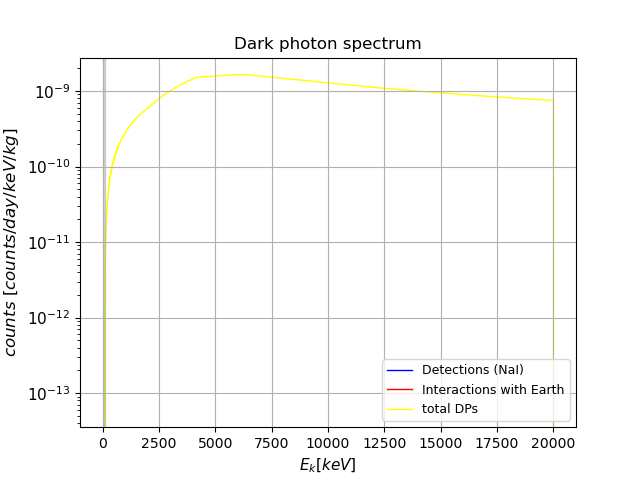 Dark photon spectrum
counts [counts/day/keV/kg]
10⁻⁹
10⁻¹⁰
10⁻¹¹
10⁻¹²
10⁻¹³
Detections (NaI)
Interactions with Earth
total DPs
0 2500 5000 7500 10000 12500 15000 17500 20000
Eₖ[keV]